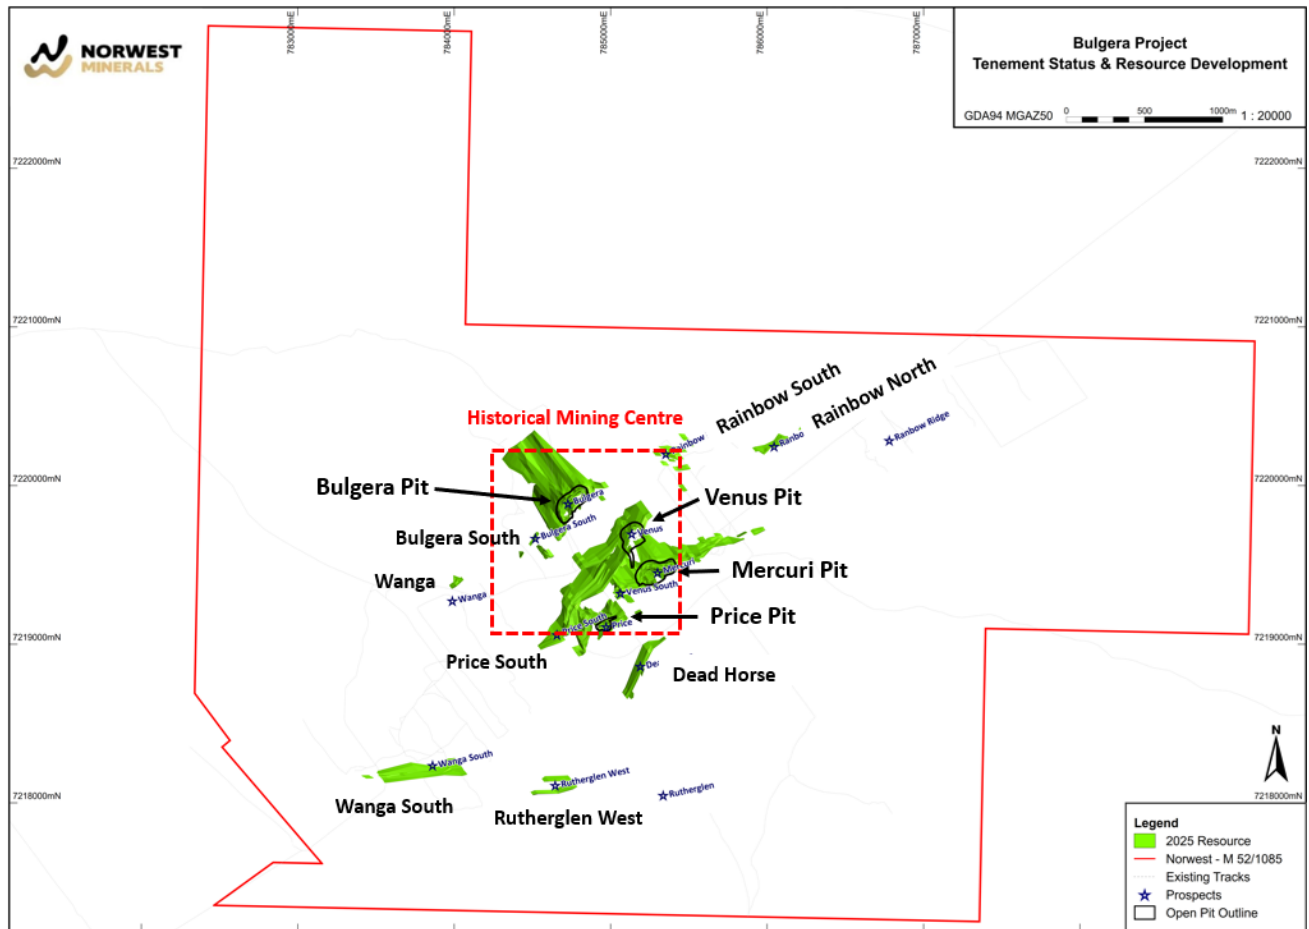 NORWEST
MINERALS
783000mE
784000mE
785000mE
786000mE
787000mE
Bulgera Project
Tenement Status & Resource Development
GDA94 MGAZ50
0 500 1000m
1 : 20000
7222000mN
7222000mN
7221000mN
7221000mN
Rainbow South
Rainbow North
Historical Mining Centre
Rainbow
Ranbo
Ranbow Ridge
7220000mN
7220000mN
Bulgera Pit
Bulgera
Venus Pit
Bulgera South
Bulgera South
Venus
Wanga
Mercuri
Mercuri Pit
Wanga
Venus South
Price Pit
Price South
Price
7219000mN
7219000mN
Price South
De
Dead Horse
N
Wanga South
Rutherglen West
Rutherglen
7218000mN
7218000mN
Wanga South
Rutherglen West
Legend
2025 Resource
Norwest - M 52/1085
Existing Tracks
Prospects
Open Pit Outline